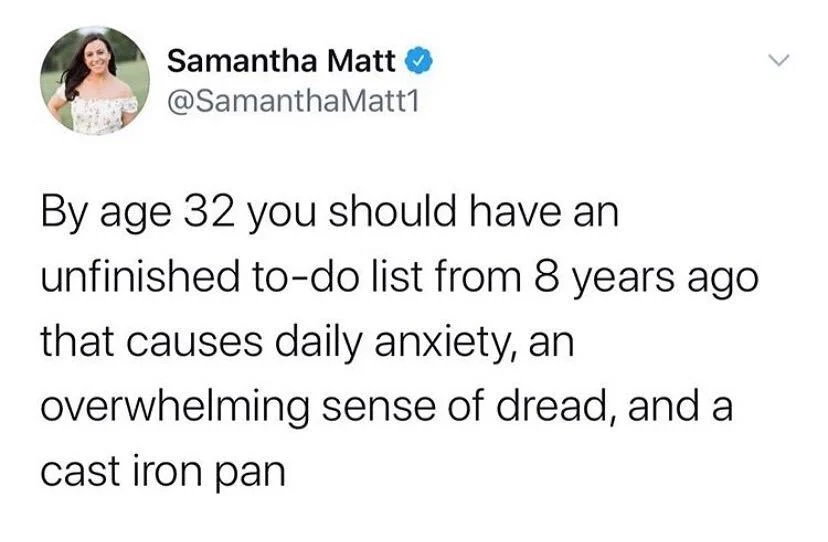 Samantha Matt
@SamanthaMatt1
By age 32 you should have an
unfinished to-do list from 8 years ago
that causes daily anxiety, an
overwhelming sense of dread, and a
cast iron pan